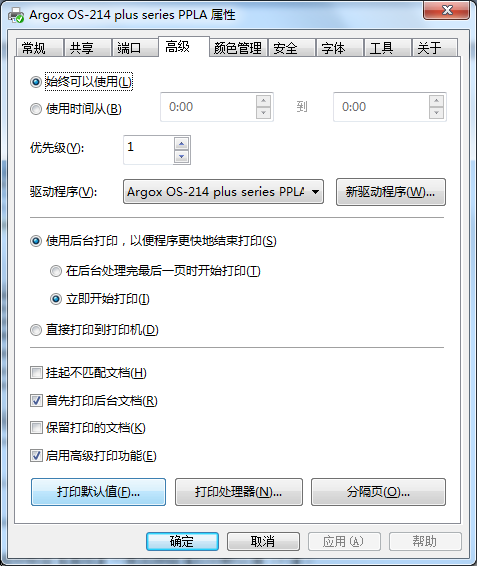 Argox OS-214 plus series PPLA 属性
常规 共享 端口 高级 颜色管理 安全 字体 工具 关于
始终可以使用(L)
使用时间从(B) 0:00 到 0:00
优先级(Y): 1
驱动程序(V): Argox OS-214 plus series PPLA 新驱动程序(W)...
使用后台打印，以便程序更快地结束打印(S)
在后台处理完最后一页时开始打印(T)
立即开始打印(I)
直接打印到打印机(D)
挂起不匹配文档(H)
首先打印后台文档(R)
保留打印的文档(K)
启用高级打印功能(E)
打印默认值(F)... 打印处理器(N)... 分隔页(O)...
确定 取消 应用(A) 帮助